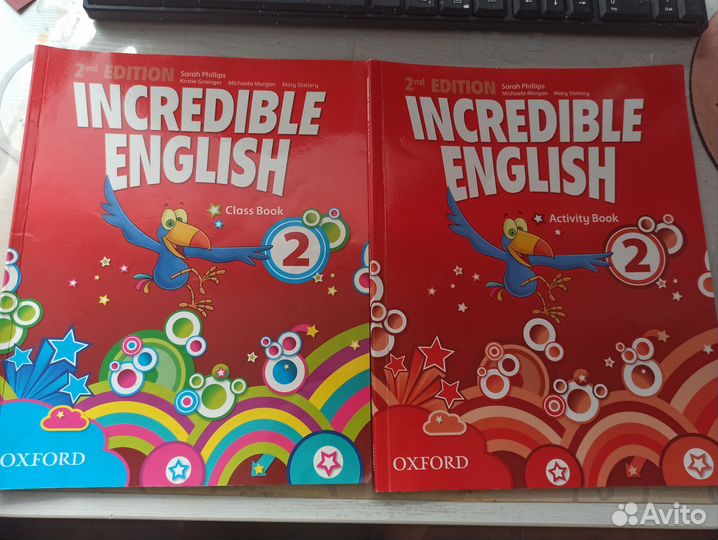 2nd EDITION Sarah Phillips
Kirstie Grainger Michaela Morgan Mary Slattery
INCREDIBLE
ENGLISH
Class Book
2
OXFORD
2nd EDITION Sarah Phillips
Michaela Morgan Mary Slattery
INCREDIBLE
ENGLISH
Activity Book
2
OXFORD
Avito